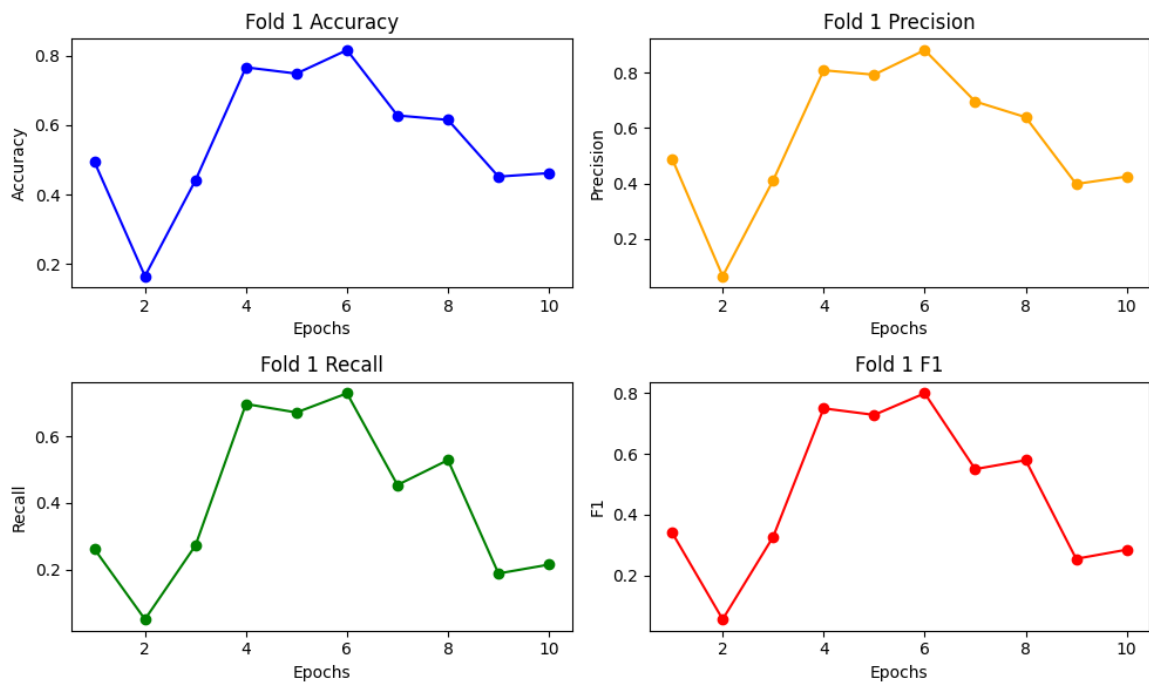 Fold 1 Accuracy
0.8
0.6
0.4
0.2
Accuracy
2 4 6 8 10
Epochs
Fold 1 Precision
0.8
0.6
0.4
0.2
Precision
2 4 6 8 10
Epochs
Fold 1 Recall
0.6
0.4
0.2
Recall
2 4 6 8 10
Epochs
Fold 1 F1
0.8
0.6
0.4
0.2
F1
2 4 6 8 10
Epochs